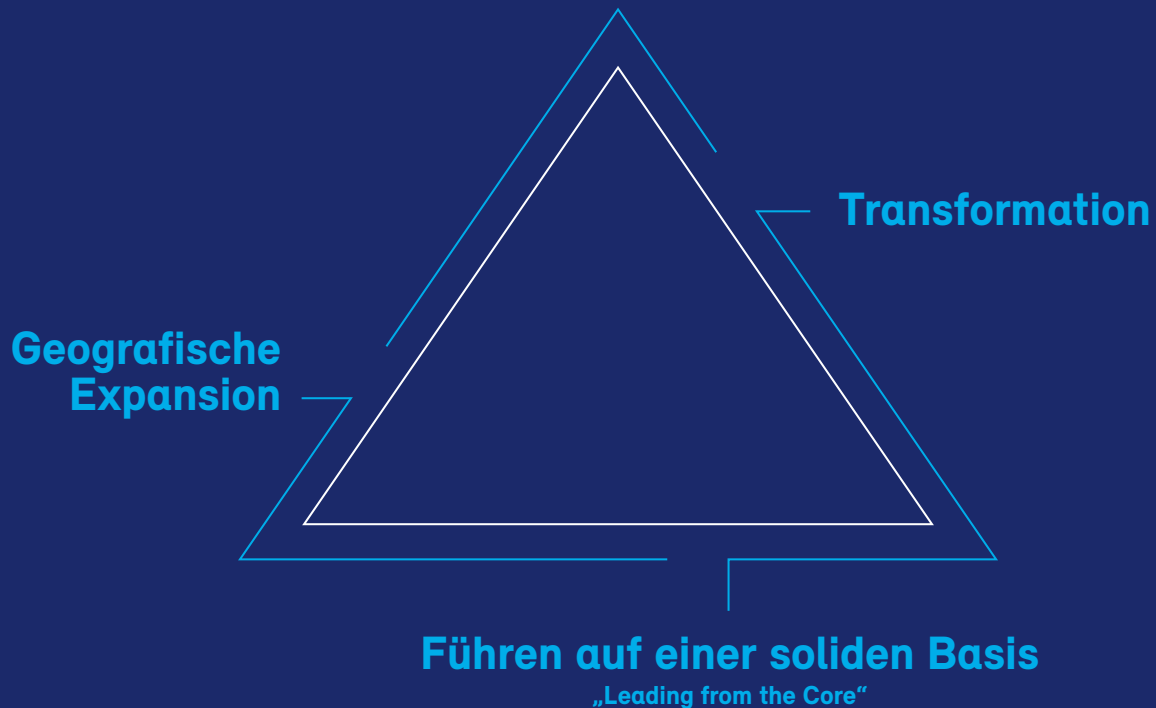 Transformation
Geografische
Expansion
Führen auf einer soliden Basis
„Leading from the Core“